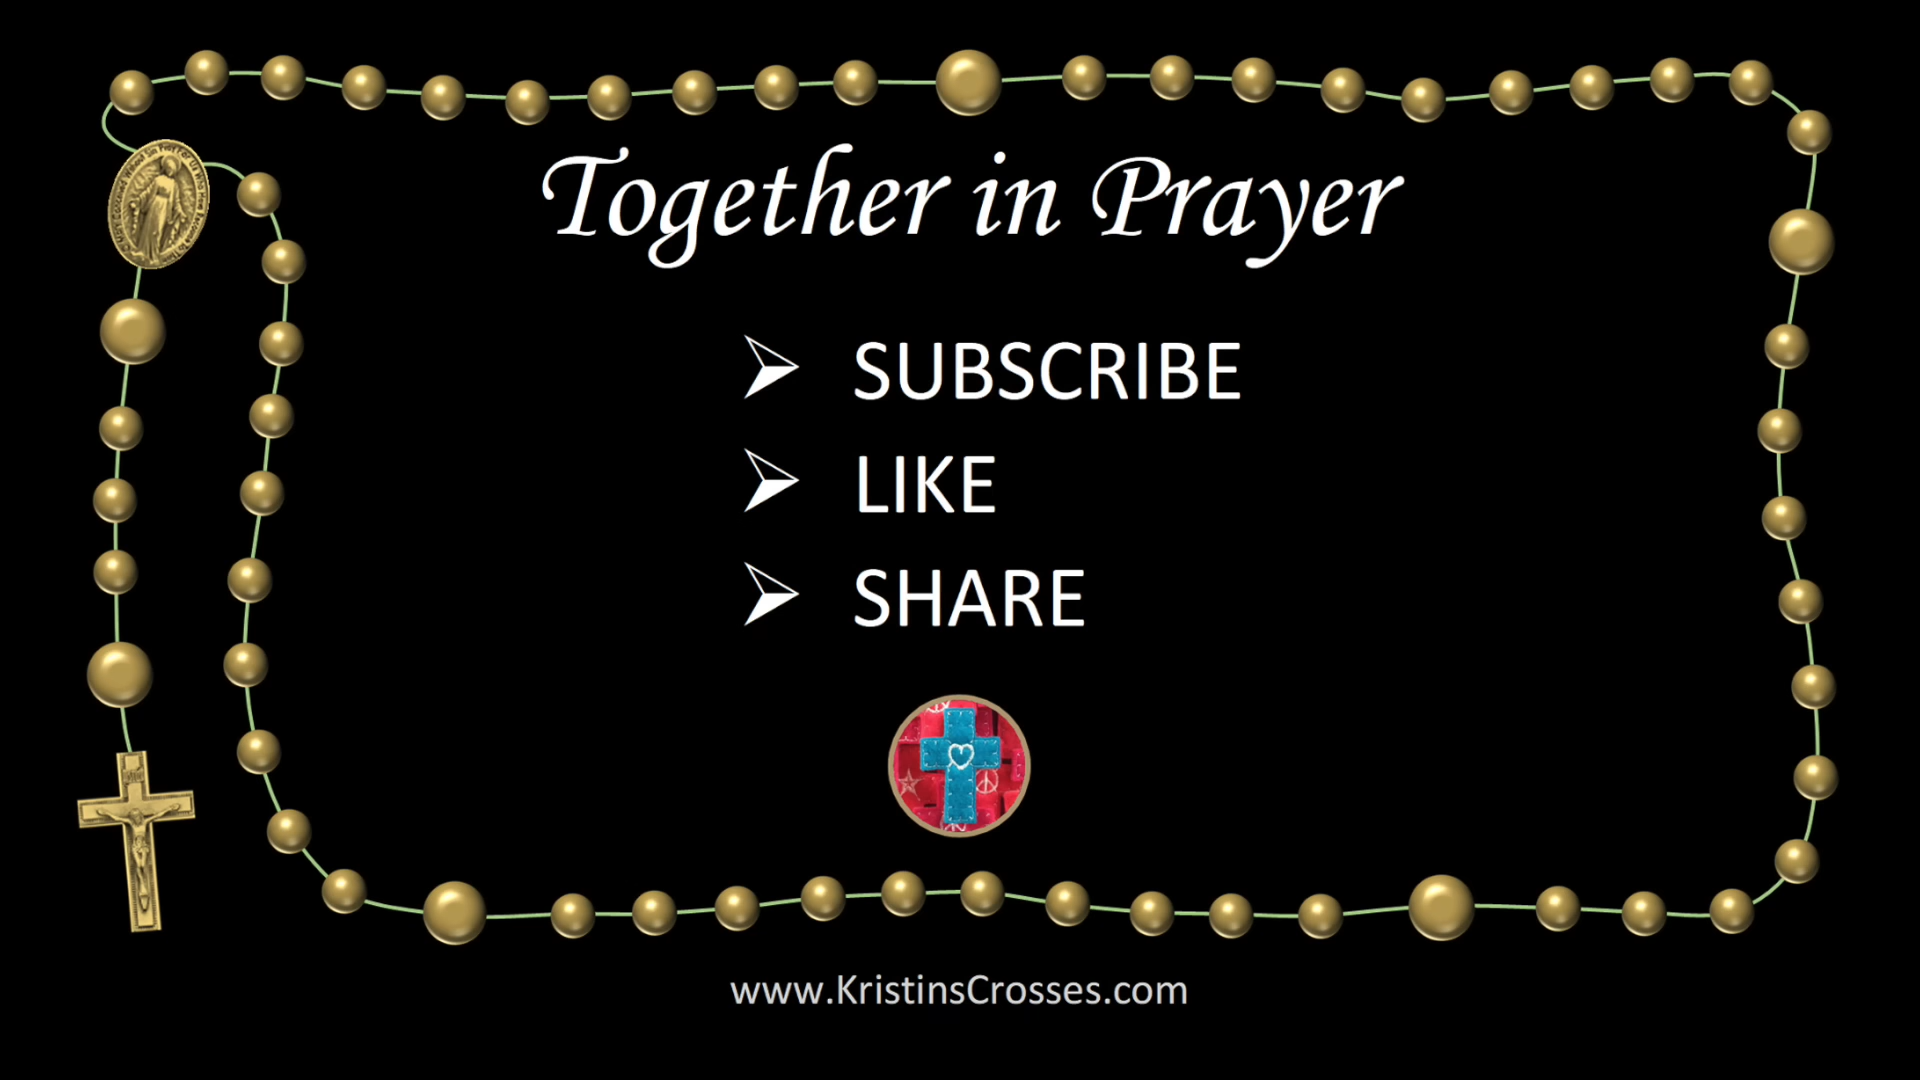 Together in Prayer
SUBSCRIBE
LIKE
SHARE
www.KristinsCrosses.com